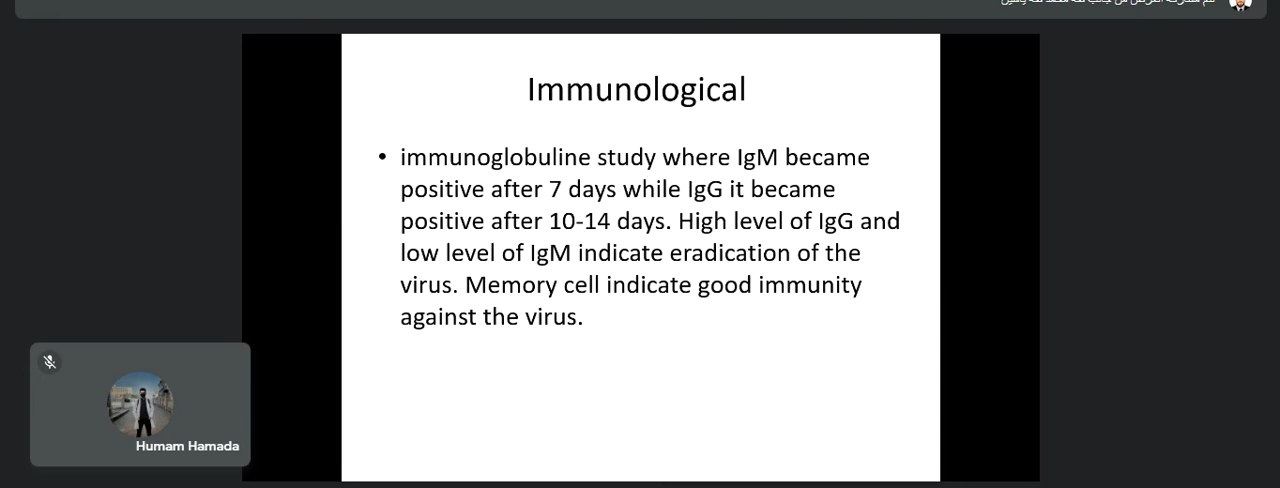 Immunological
• immunoglobuline study where IgM became
positive after 7 days while IgG it became
positive after 10-14 days. High level of IgG and
low level of IgM indicate eradication of the
virus. Memory cell indicate good immunity
against the virus.
Humam Hamada